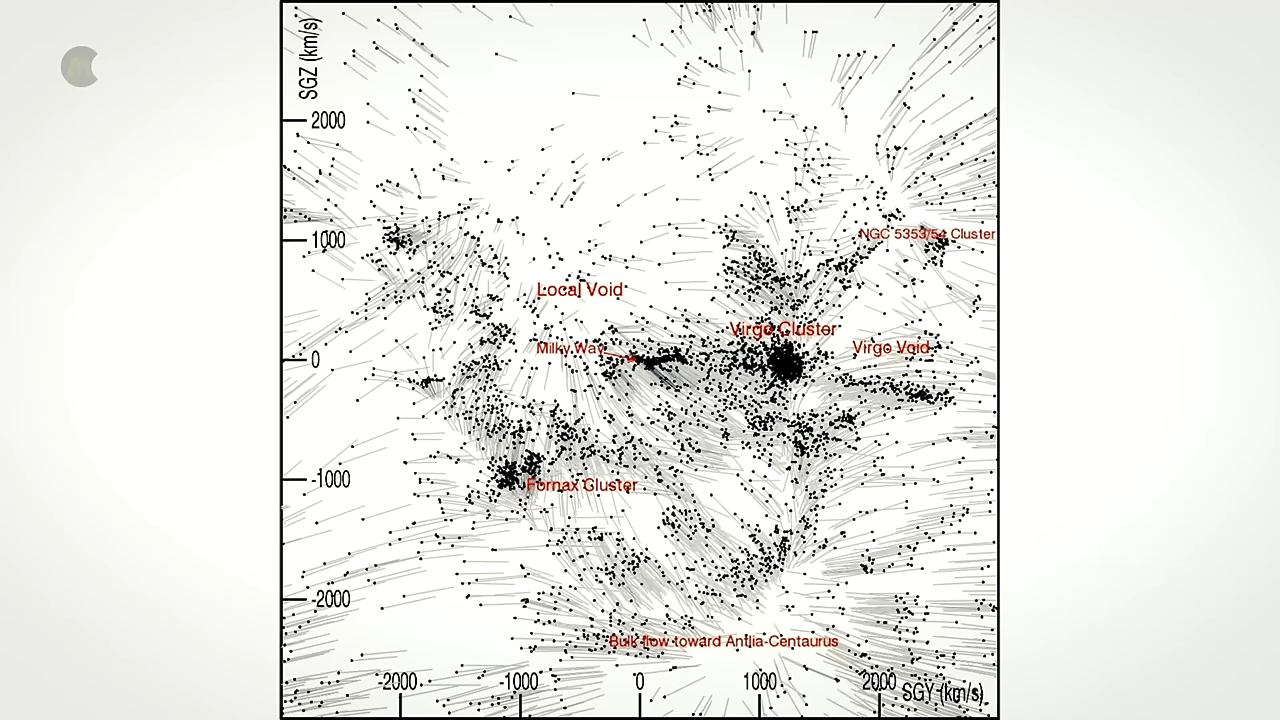 SGZ (km/s)
2000
NGC 5353/54 Cluster
1000
Local Void
Virgo Cluster
Milky Way
Virgo Void
0
-1000
Fornax Cluster
-2000
Bulk flow toward Antlia-Centaurus
-2000
-1000
0
1000
2000
SGY (km/s)